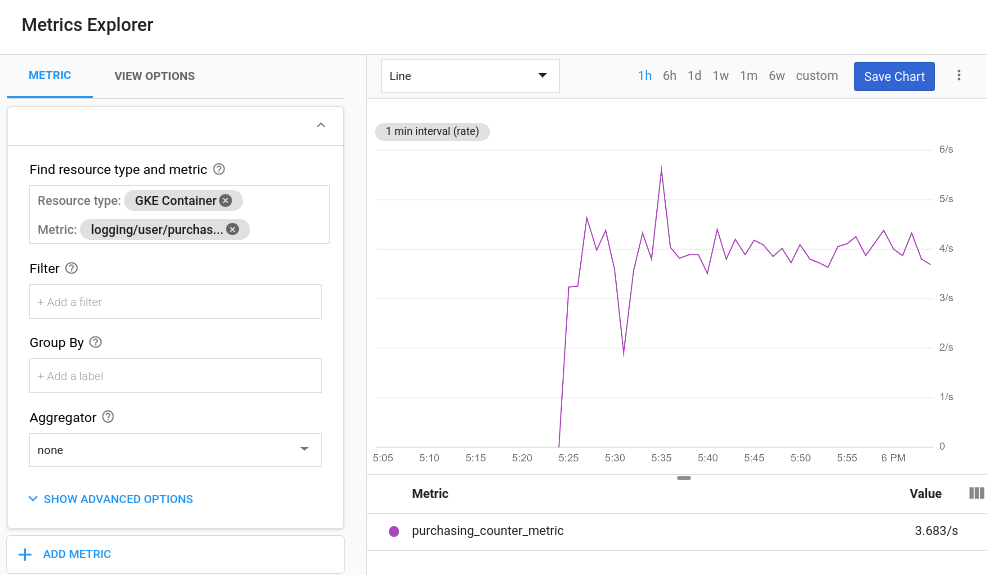 Metrics Explorer
METRIC
VIEW OPTIONS
Find resource type and metric
Resource type: GKE Container
Metric: logging/user/purchas...
Filter
+ Add a filter
Group By
+ Add a label
Aggregator
none
SHOW ADVANCED OPTIONS
ADD METRIC
Line
1h 6h 1d 1w 1m 6w custom
Save Chart
1 min interval (rate)
6/s
5/s
4/s
3/s
2/s
1/s
0
5:05 5:10 5:15 5:20 5:25 5:30 5:35 5:40 5:45 5:50 5:55 6 PM
Metric Value
purchasing_counter_metric 3.683/s